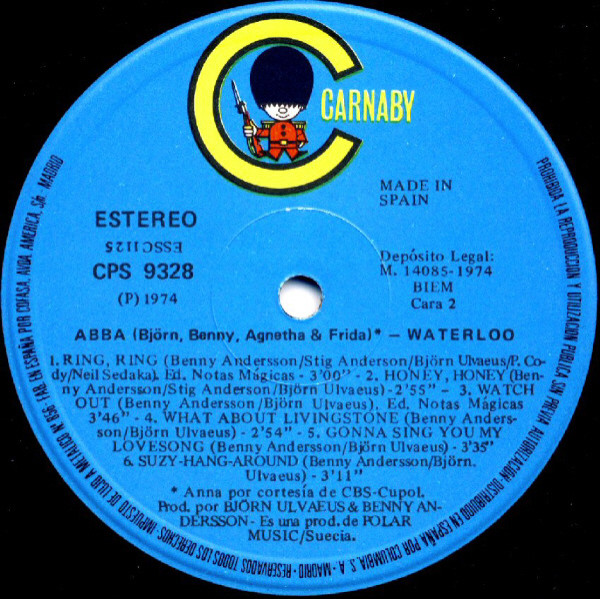 CARNABY
MADE IN
SPAIN
ESTEREO
ESSC1125
CPS 9328
(P) 1974
Depósito Legal:
M. 14085-1974
BIEM
Cara 2
ABBA (Björn, Benny, Agnetha & Frida)* – WATERLOO
1. RING, RING (Benny Andersson/Stig Anderson/Björn Ulvaeus/P. Co-
dy/Neil Sedaka). Ed. Notas Mágicas - 3'00" - 2. HONEY, HONEY (Ben-
ny Andersson/Stig Anderson/Björn Ulvaeus) - 2'55" – 3. WATCH
OUT (Benny Andersson/Björn Ulvaeus). Ed. Notas Mágicas
3'46" - 4. WHAT ABOUT LIVINGSTONE (Benny Anders-
son/Björn Ulvaeus) - 2'54" - 5. GONNA SING YOU MY
LOVESONG (Benny Andersson/Björn Ulvaeus) - 3'35"
6. SUZY-HANG-AROUND (Benny Andersson/Björn.
Ulvaeus) - 3'11"
* Anna por cortesía de CBS-Cupol.
Prod. por BJÖRN ULVAEUS & BENNY AN-
DERSSON- Es una prod. de POLAR
MUSIC/Suecia.
PROHIBIDA LA REPRODUCCION Y UTILIZACION PUBLICA SIN PREVIA AUTORIZACION - DISTRIBUIDO EN ESPAÑA POR COLUMBIA, S. A. - MADRID - RESERVADOS TODOS LOS DERECHOS - IMPUESTO DE LUJO A METALICO N.º 856 - FAB. EN ESPAÑA POR COFASA, AVDA AMERICA, S/c - MADRID